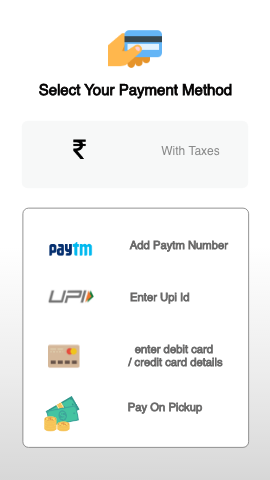 Select Your Payment Method
₹ With Taxes
paytm Add Paytm Number
UPI Enter Upi Id
enter debit card
/ credit card details
Pay On Pickup